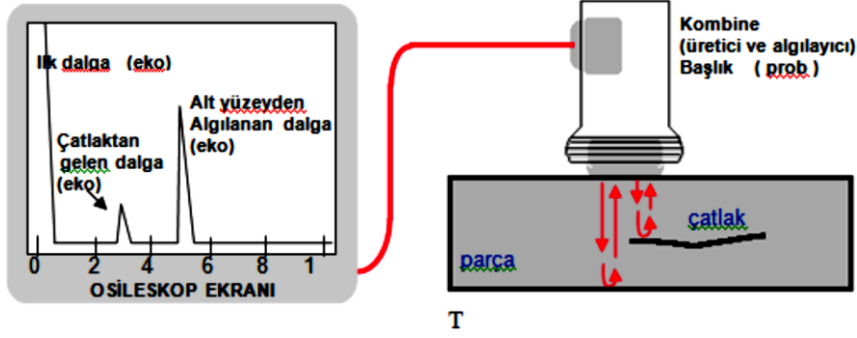 Ilk dalga (eko)
Alt yüzeyden
Algılanan dalga
(eko)
Çatlaktan
gelen dalga
(eko)
0 2 4 6 8 1
OSİLESKOP EKRANI
Kombine
(üretici ve algılayıcı)
Başlık ( prob )
çatlak
parça
T